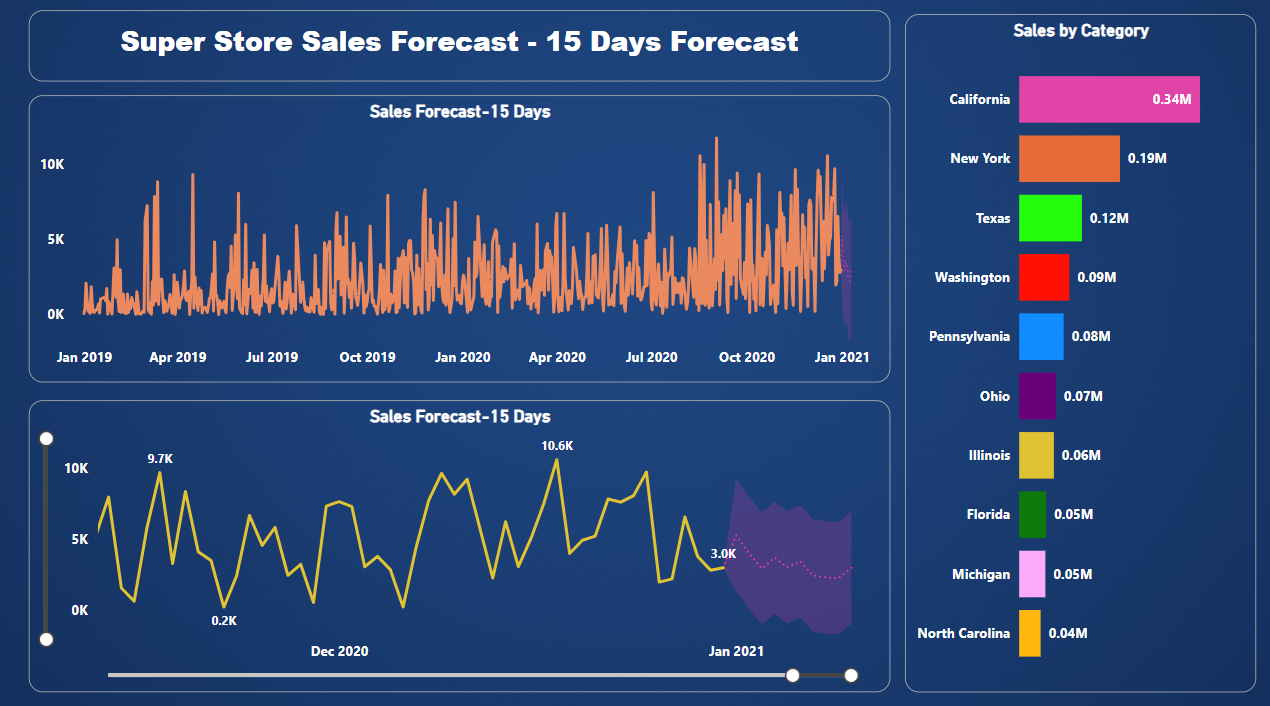 Super Store Sales Forecast - 15 Days Forecast
Sales Forecast-15 Days
10K
5K
0K
Jan 2019 Apr 2019 Jul 2019 Oct 2019 Jan 2020 Apr 2020 Jul 2020 Oct 2020 Jan 2021
Sales Forecast-15 Days
10K
5K
0K
9.7K
0.2K
10.6K
3.0K
Dec 2020 Jan 2021
Sales by Category
California 0.34M
New York 0.19M
Texas 0.12M
Washington 0.09M
Pennsylvania 0.08M
Ohio 0.07M
Illinois 0.06M
Florida 0.05M
Michigan 0.05M
North Carolina 0.04M